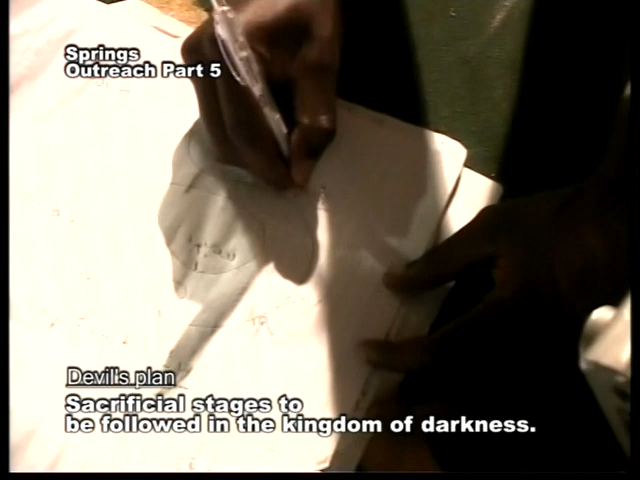 Springs
Outreach Part 5
Devil's plan
Sacrificial stages to
be followed in the kingdom of darkness.